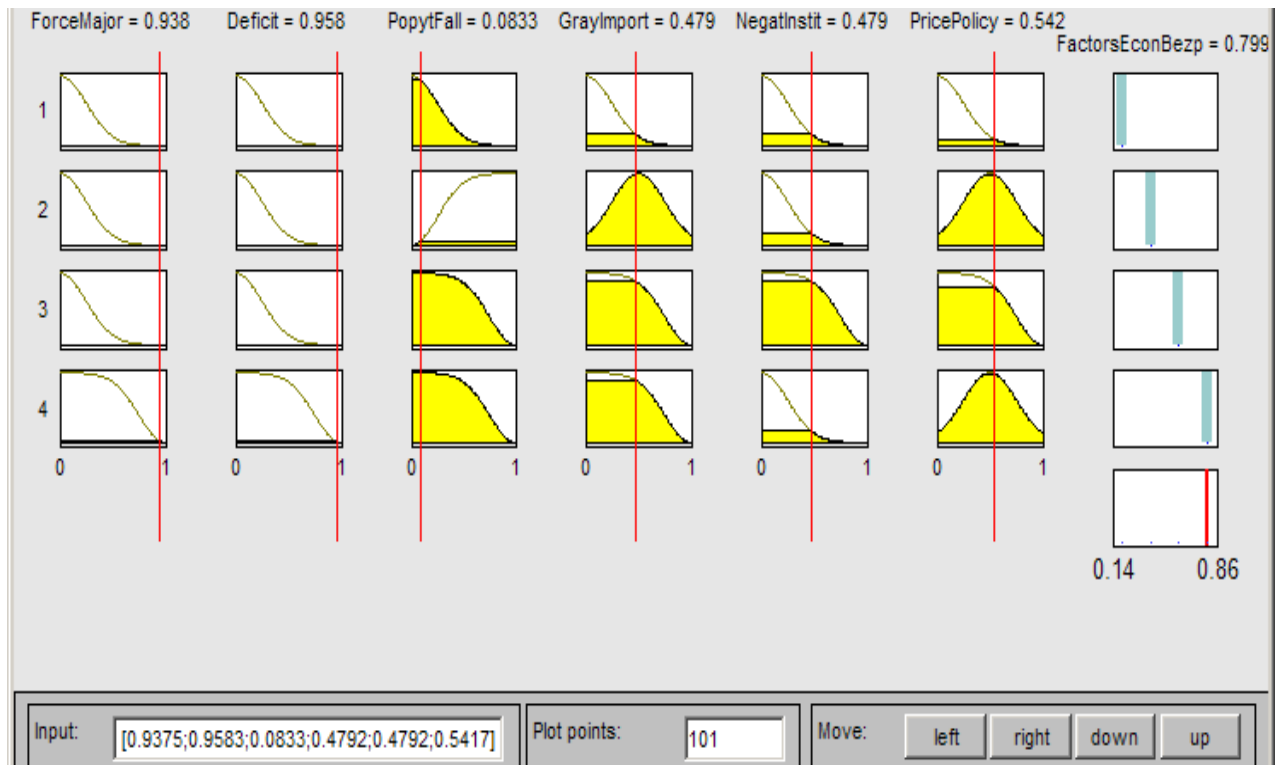 ForceMajor = 0.938 Deficit = 0.958 PopytFall = 0.0833 GrayImport = 0.479 NegatInstit = 0.479 PricePolicy = 0.542
FactorsEconBezp = 0.799
1
2
3
4
0 1 0 1 0 1 0 1 0 1 0 1
0.14 0.86
Input: [0.9375;0.9583;0.0833;0.4792;0.4792;0.5417] Plot points: 101 Move: left right down up